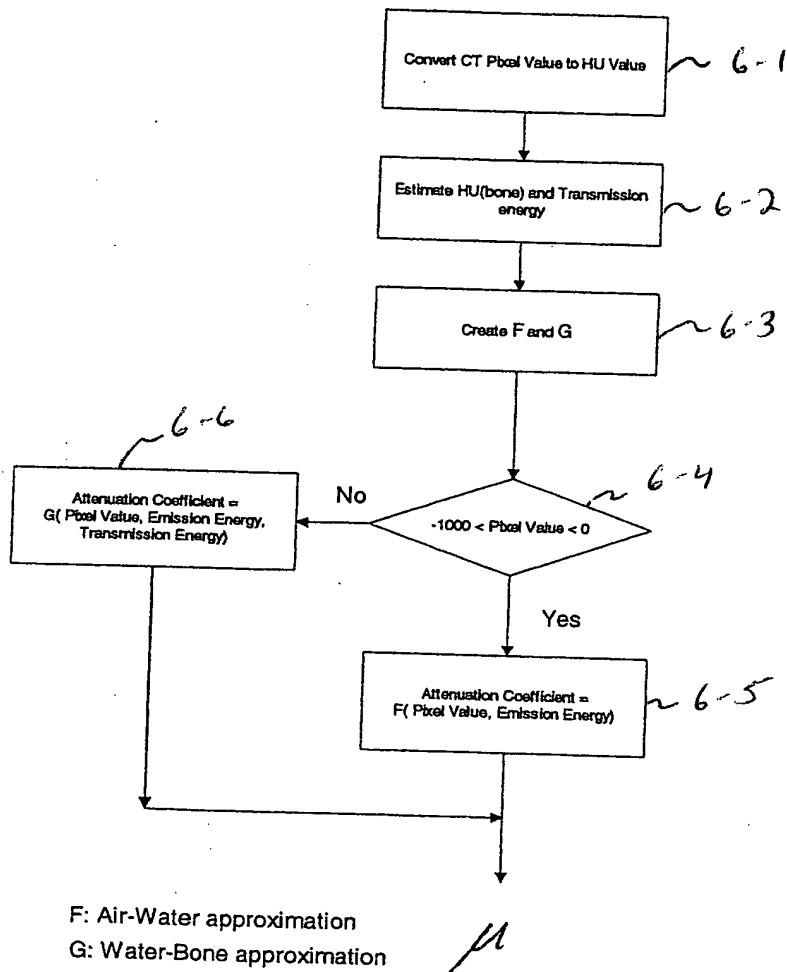 Convert CT Pixel Value to HU Value
6-1
Estimate HU(bone) and Transmission
energy
6-2
Create F and G
6-3
6-6
Attenuation Coefficient =
G( Pixel Value, Emission Energy,
Transmission Energy)
No
6-4
-1000 < Pixel Value < 0
Yes
Attenuation Coefficient =
F( Pixel Value, Emission Energy)
6-5
F: Air-Water approximation
G: Water-Bone approximation
μ